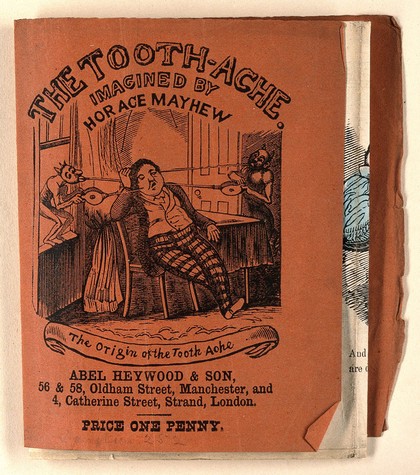 THE TOOTH-ACHE.
IMAGINED BY
HORACE MAYHEW
The Origin of the Tooth Ache
ABEL HEYWOOD & SON,
56 & 58, Oldham Street, Manchester, and
4, Catherine Street, Strand, London.
PRICE ONE PENNY.
And
are